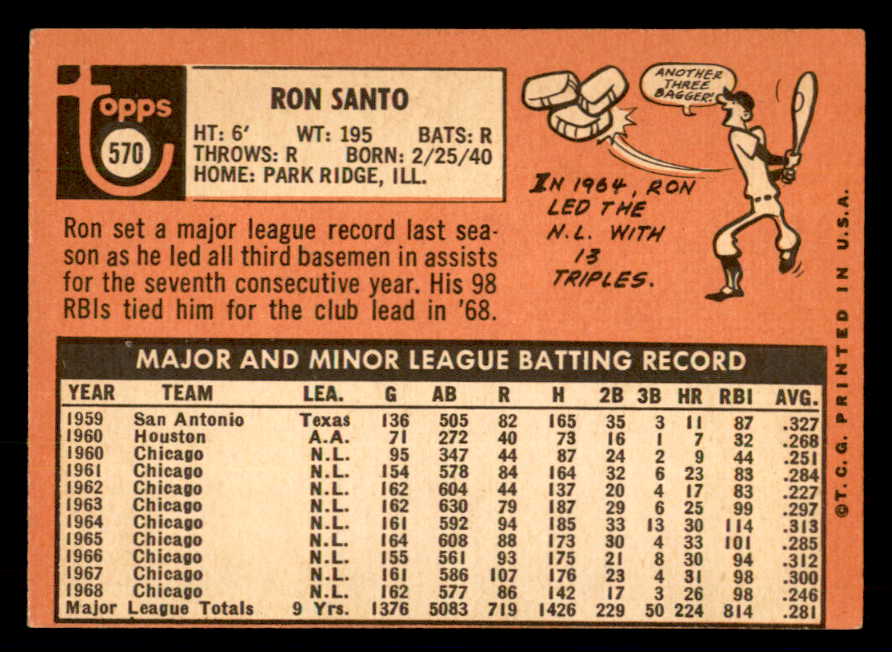 topps
570
RON SANTO
HT: 6' WT: 195 BATS: R
THROWS: R BORN: 2/25/40
HOME: PARK RIDGE, ILL.
Ron set a major league record last sea-
son as he led all third basemen in assists
for the seventh consecutive year. His 98
RBIs tied him for the club lead in '68.
ANOTHER
THREE
BAGGER!
IN 1964, RON
LED THE
N.L. WITH
13
TRIPLES.
MAJOR AND MINOR LEAGUE BATTING RECORD
YEAR TEAM LEA. G AB R H 2B 3B HR RBI AVG.
1959 San Antonio Texas 136 505 82 165 35 3 11 87 .327
1960 Houston A.A. 71 272 40 73 16 1 7 32 .268
1960 Chicago N.L. 95 347 44 87 24 2 9 44 .251
1961 Chicago N.L. 154 578 84 164 32 6 23 83 .284
1962 Chicago N.L. 162 604 44 137 20 4 17 83 .227
1963 Chicago N.L. 162 630 79 187 29 6 25 99 .297
1964 Chicago N.L. 161 592 94 185 33 13 30 114 .313
1965 Chicago N.L. 164 608 88 173 30 4 33 101 .285
1966 Chicago N.L. 155 561 93 175 21 8 30 94 .312
1967 Chicago N.L. 161 586 107 176 23 4 31 98 .300
1968 Chicago N.L. 162 577 86 142 17 3 26 98 .246
Major League Totals 9 Yrs. 1376 5083 719 1426 229 50 224 814 .281
©T.C.G. PRINTED IN U.S.A.